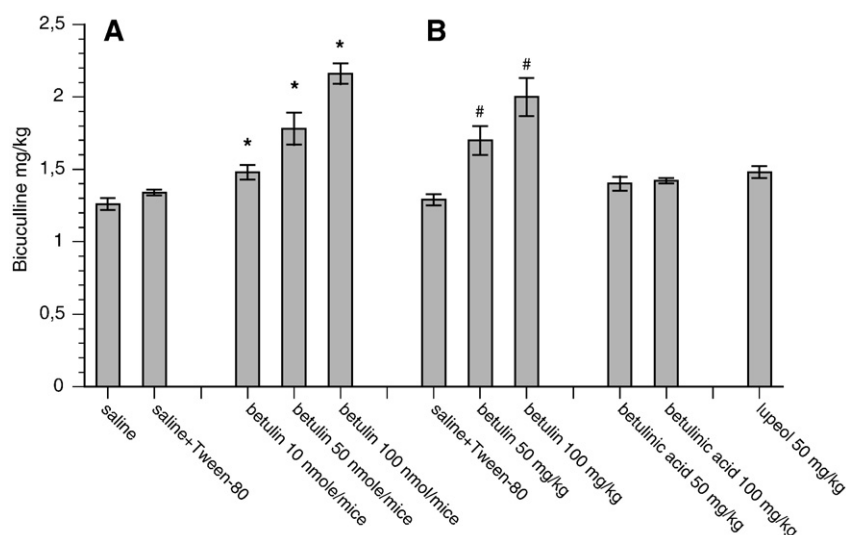 A
B
Bicuculline mg/kg
2,5
2
1,5
1
0,5
0
*
*
*
#
#
saline
saline+Tween-80
betulin 10 nmole/mice
betulin 50 nmole/mice
betulin 100 nmol/mice
saline+Tween-80
betulin 50 mg/kg
betulin 100 mg/kg
betulinic acid 50 mg/kg
betulinic acid 100 mg/kg
lupeol 50 mg/kg